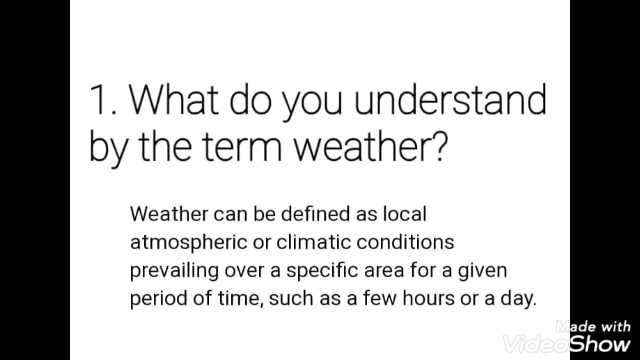 1. What do you understand
by the term weather?
Weather can be defined as local
atmospheric or climatic conditions
prevailing over a specific area for a given
period of time, such as a few hours or a day.
Made with
VideoShow